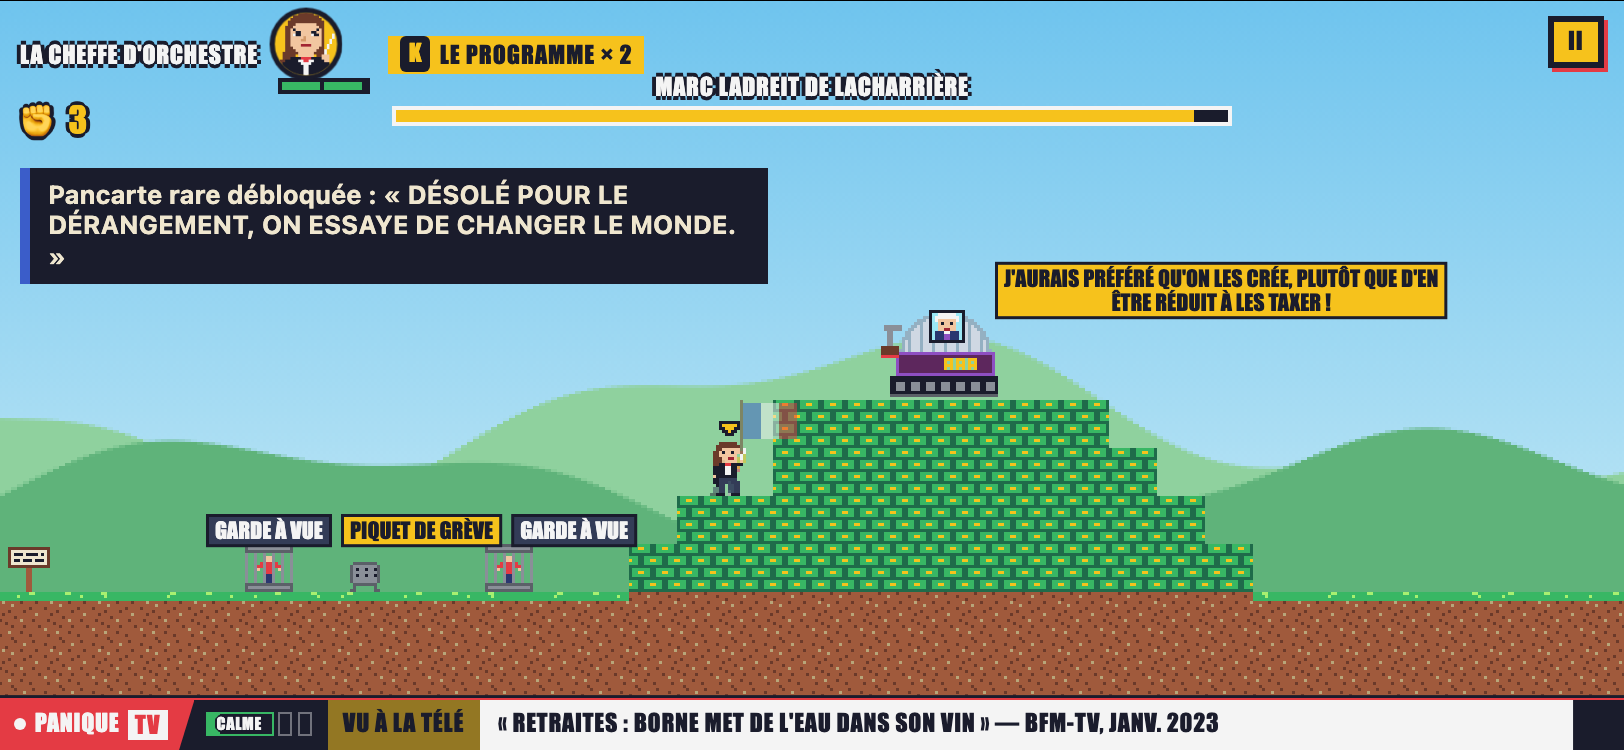 LA CHEFFE D'ORCHESTRE
K LE PROGRAMME × 2
MARC LADREIT DE LACHARRIÈRE
3
Pancarte rare débloquée : « DÉSOLÉ POUR LE
DÉRANGEMENT, ON ESSAYE DE CHANGER LE MONDE.
»
J'AURAIS PRÉFÉRÉ QU'ON LES CRÉE, PLUTÔT QUE D'EN
ÊTRE RÉDUIT À LES TAXER !
GARDE À VUE
PIQUET DE GRÈVE
GARDE À VUE
PANIQUE TV
CALME
VU À LA TÉLÉ
« RETRAITES : BORNE MET DE L'EAU DANS SON VIN » — BFM-TV, JANV. 2023